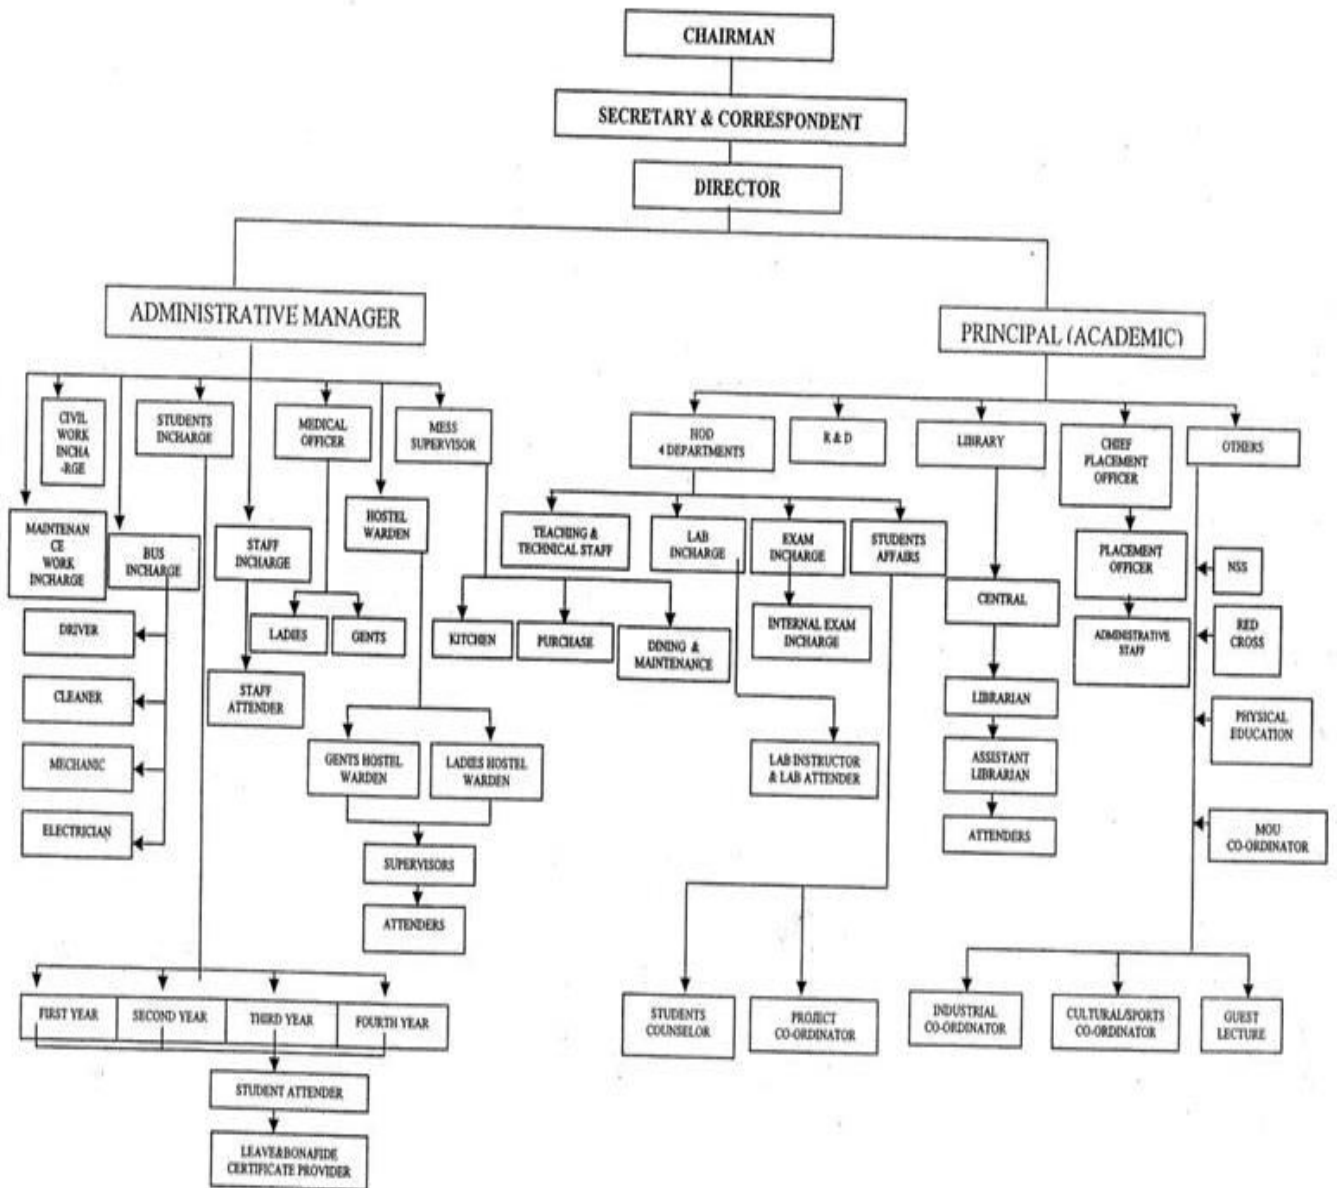 CHAIRMAN
SECRETARY & CORRESPONDENT
DIRECTOR
ADMINISTRATIVE MANAGER
PRINCIPAL (ACADEMIC)
CIVIL
WORK
INCHA
-RGE
STUDENTS
INCHARGE
MEDICAL
OFFICER
MESS
SUPERVISOR
HOD
4 DEPARTMENTS
R & D
LIBRARY
CHIEF
PLACEMENT
OFFICER
OTHERS
MAINTENAN
CE
WORK
INCHARGE
BUS
INCHARGE
STAFF
INCHARGE
HOSTEL
WARDEN
TEACHING &
TECHNICAL STAFF
LAB
INCHARGE
EXAM
INCHARGE
STUDENTS
AFFAIRS
PLACEMENT
OFFICER
NSS
CENTRAL
DRIVER
LADIES
GENTS
KITCHEN
PURCHASE
DINING &
MAINTENANCE
INTERNAL EXAM
INCHARGE
ADMINISTRATIVE
STAFF
RED
CROSS
CLEANER
STAFF
ATTENDER
LIBRARIAN
PHYSICAL
EDUCATION
MECHANIC
GENTS HOSTEL
WARDEN
LADIES HOSTEL
WARDEN
LAB INSTRUCTOR
& LAB ATTENDER
ASSISTANT
LIBRARIAN
ELECTRICIAN
ATTENDERS
MOU
CO-ORDINATOR
SUPERVISORS
ATTENDERS
FIRST YEAR
SECOND YEAR
THIRD YEAR
FOURTH YEAR
STUDENTS
COUNSELOR
PROJECT
CO-ORDINATOR
INDUSTRIAL
CO-ORDINATOR
CULTURAL/SPORTS
CO-ORDINATOR
GUEST
LECTURE
STUDENT ATTENDER
LEAVE&BONAFIDE
CERTIFICATE PROVIDER